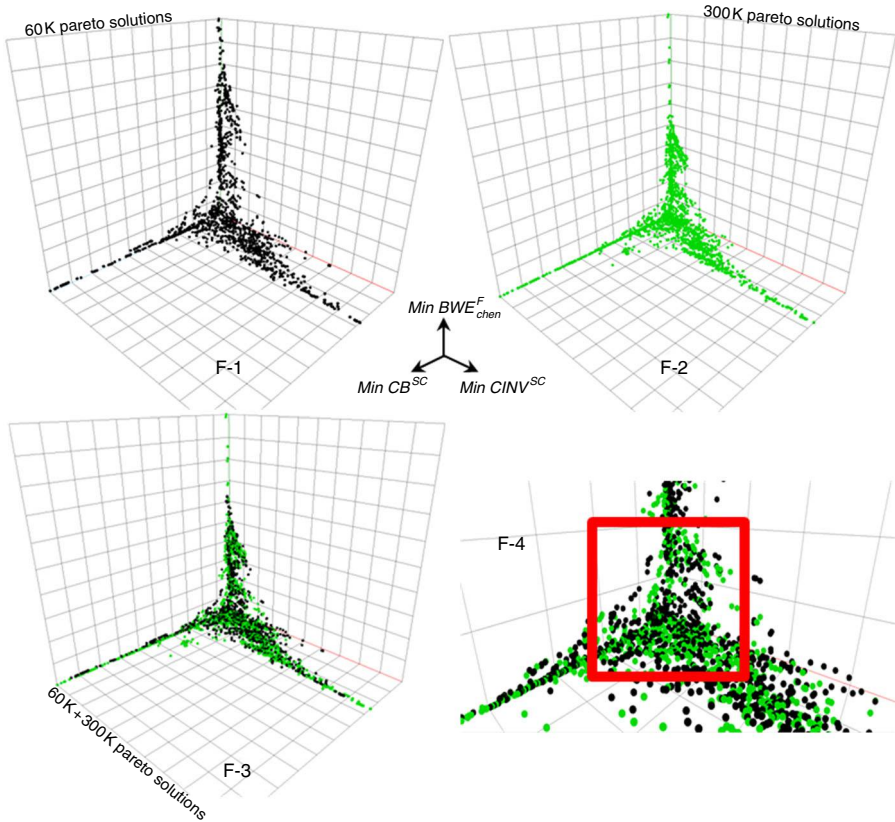 60K pareto solutions
300K pareto solutions
F-1
F-2
Min BWE^F_chen
Min CB^SC
Min CINV^SC
60K+300K pareto solutions
F-3
F-4